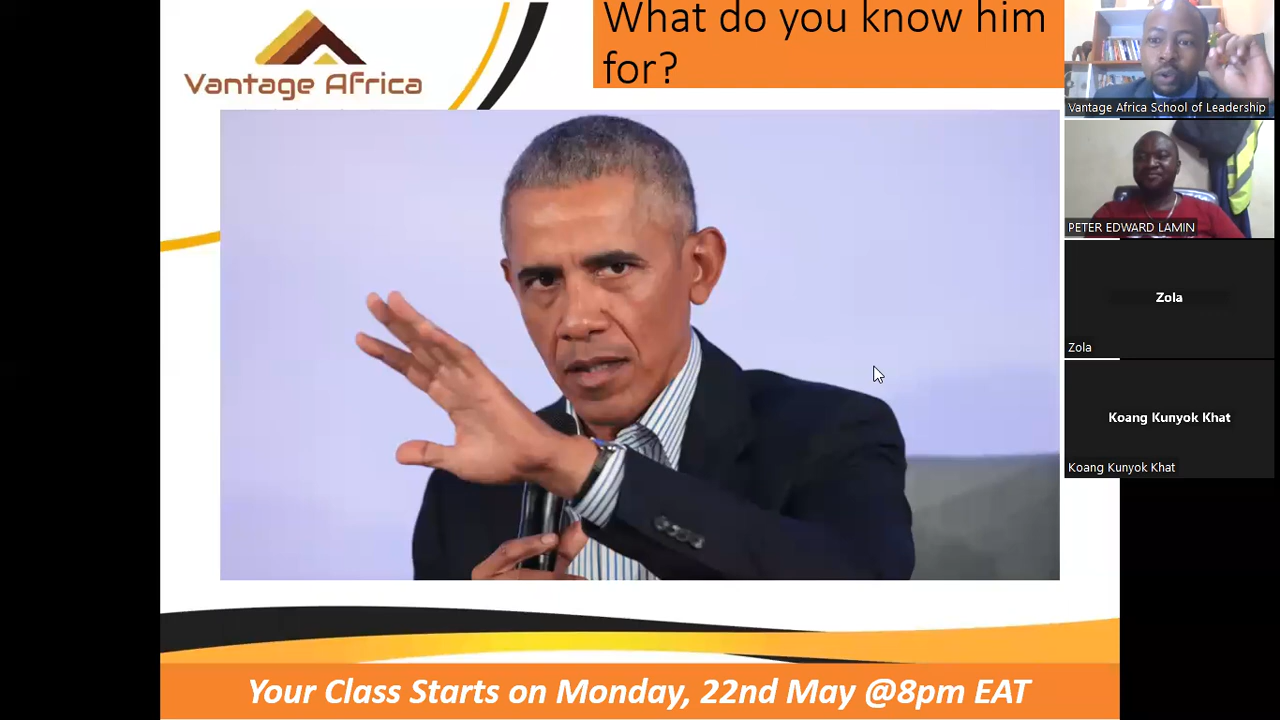 What do you know him
for?
Vantage Africa
Vantage Africa School of Leadership
PETER EDWARD LAMIN
Zola
Zola
Koang Kunyok Khat
Koang Kunyok Khat
Your Class Starts on Monday, 22nd May @8pm EAT